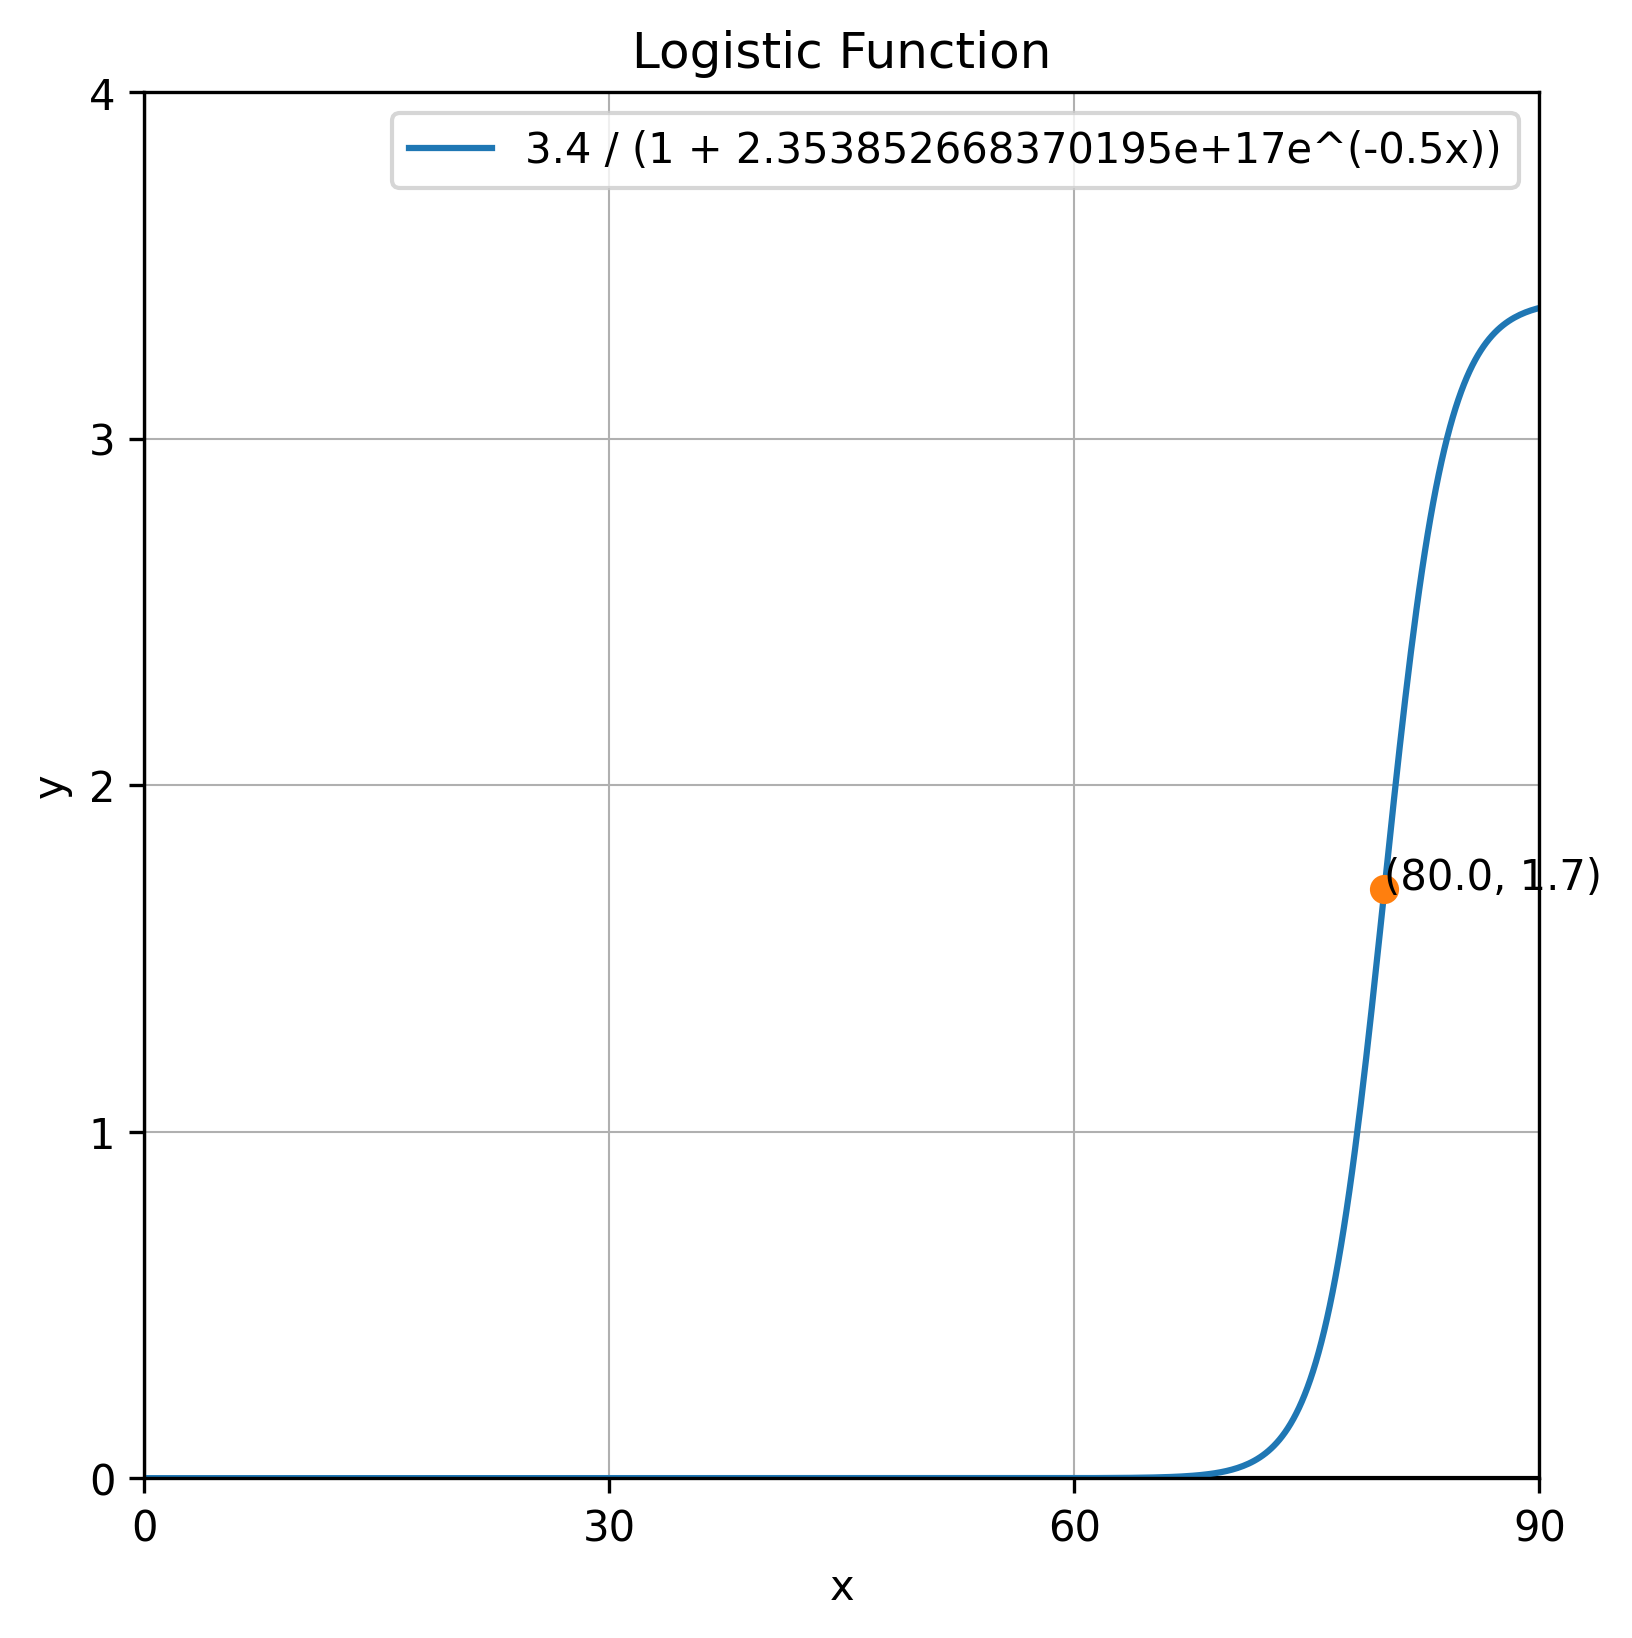 Logistic Function
3.4 / (1 + 2.353852668370195e+17e^(-0.5x))
4
3
2
1
0
y
(80.0, 1.7)
0 30 60 90
x